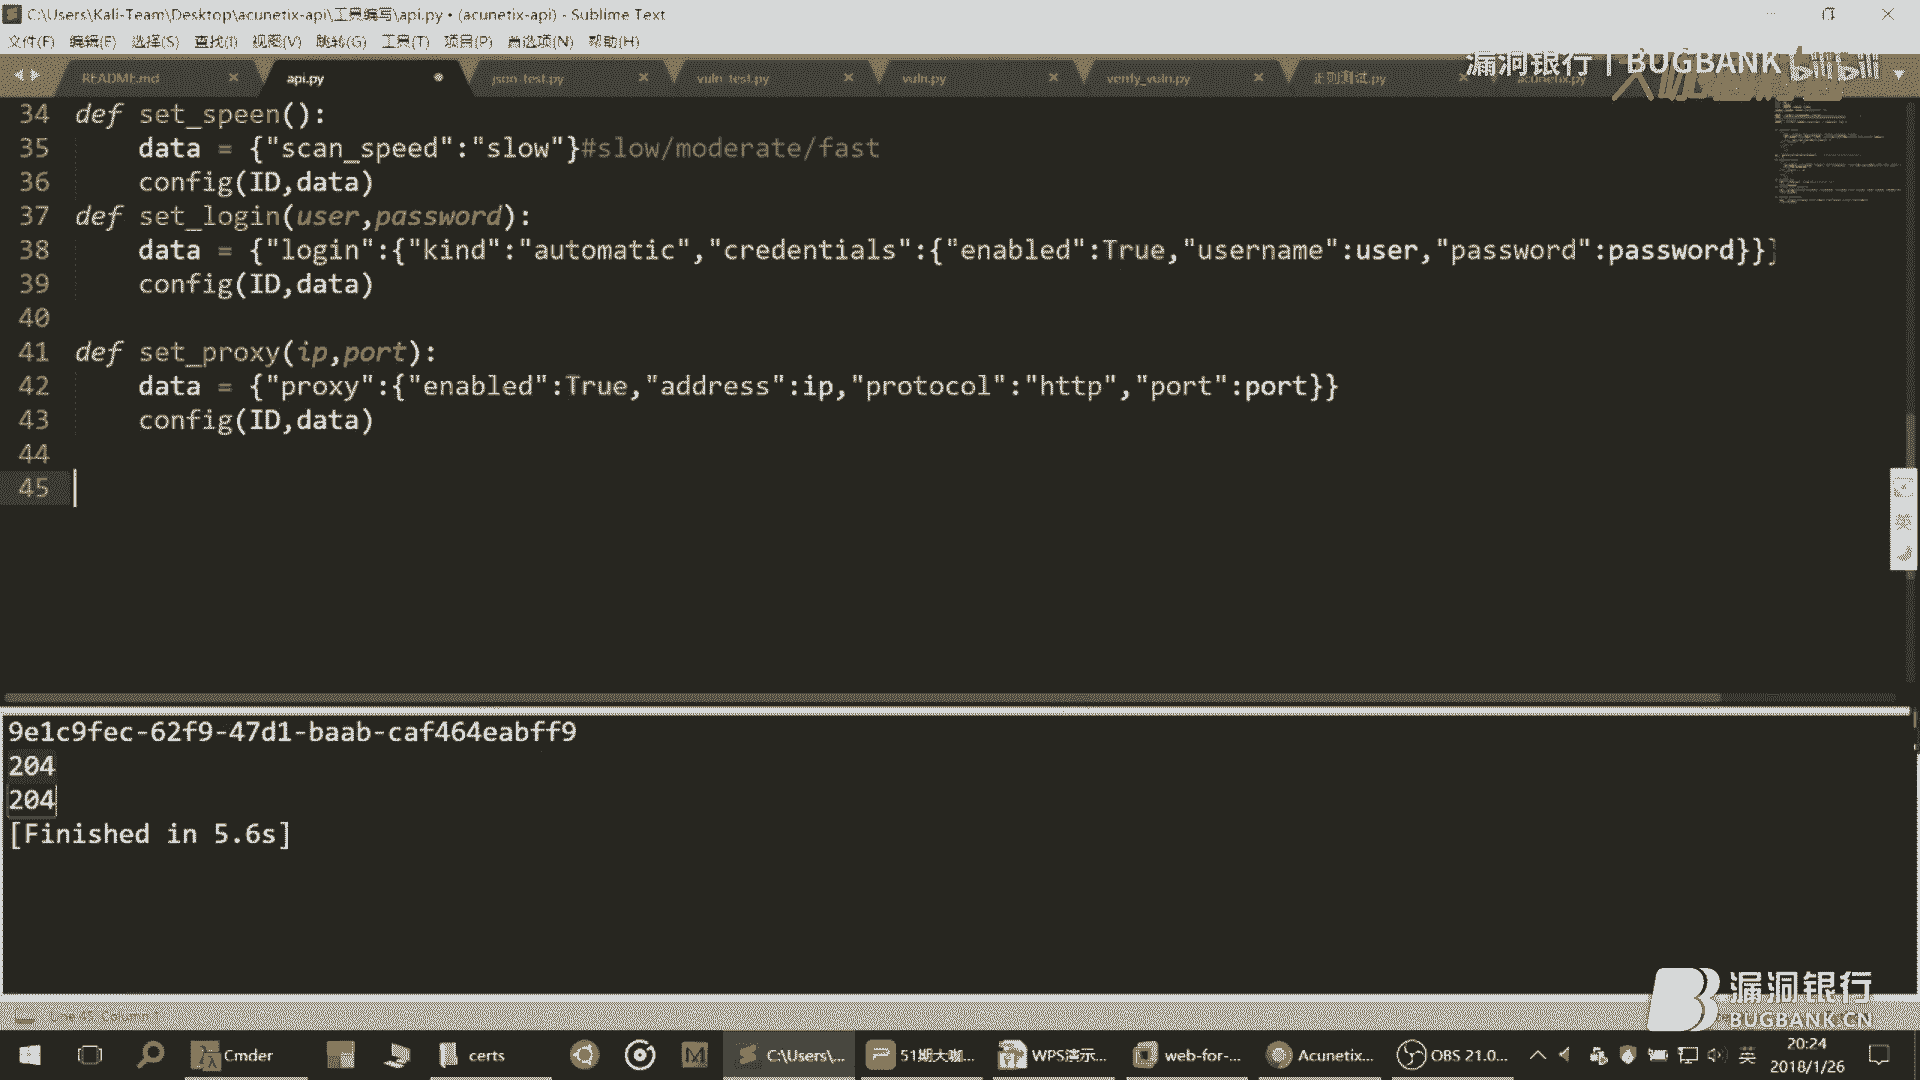 C:\Users\Kali-Team\Desktop\acunetix-api\工具编写\api.py • (acunetix-api) - Sublime Text
文件(F) 编辑(E) 选择(S) 查找(I) 视图(V) 跳转(G) 工具(T) 项目(P) 首选项(N) 帮助(H)
漏洞银行 | BUGBANK bilibili
README.md api.py json_test.py vuln_test.py vuln.py verify_vuln.py 正则测试.py acunetix.py
34 def set_speen():
35 data = {"scan_speed":"slow"}#slow/moderate/fast
36 config(ID,data)
37 def set_login(user,password):
38 data = {"login":{"kind":"automatic","credentials":{"enabled":True,"username":user,"password":password}}}
39 config(ID,data)
40
41 def set_proxy(ip,port):
42 data = {"proxy":{"enabled":True,"address":ip,"protocol":"http","port":port}}
43 config(ID,data)
44
45
英
9e1c9fec-62f9-47d1-baab-caf464eabff9
204
204
[Finished in 5.6s]
漏洞银行
BUGBANK.CN
Cmder certs C:\Users\... 51期大咖... WPS演示... web-for-... Acunetix... OBS 21.0... 英 20:24
2018/1/26